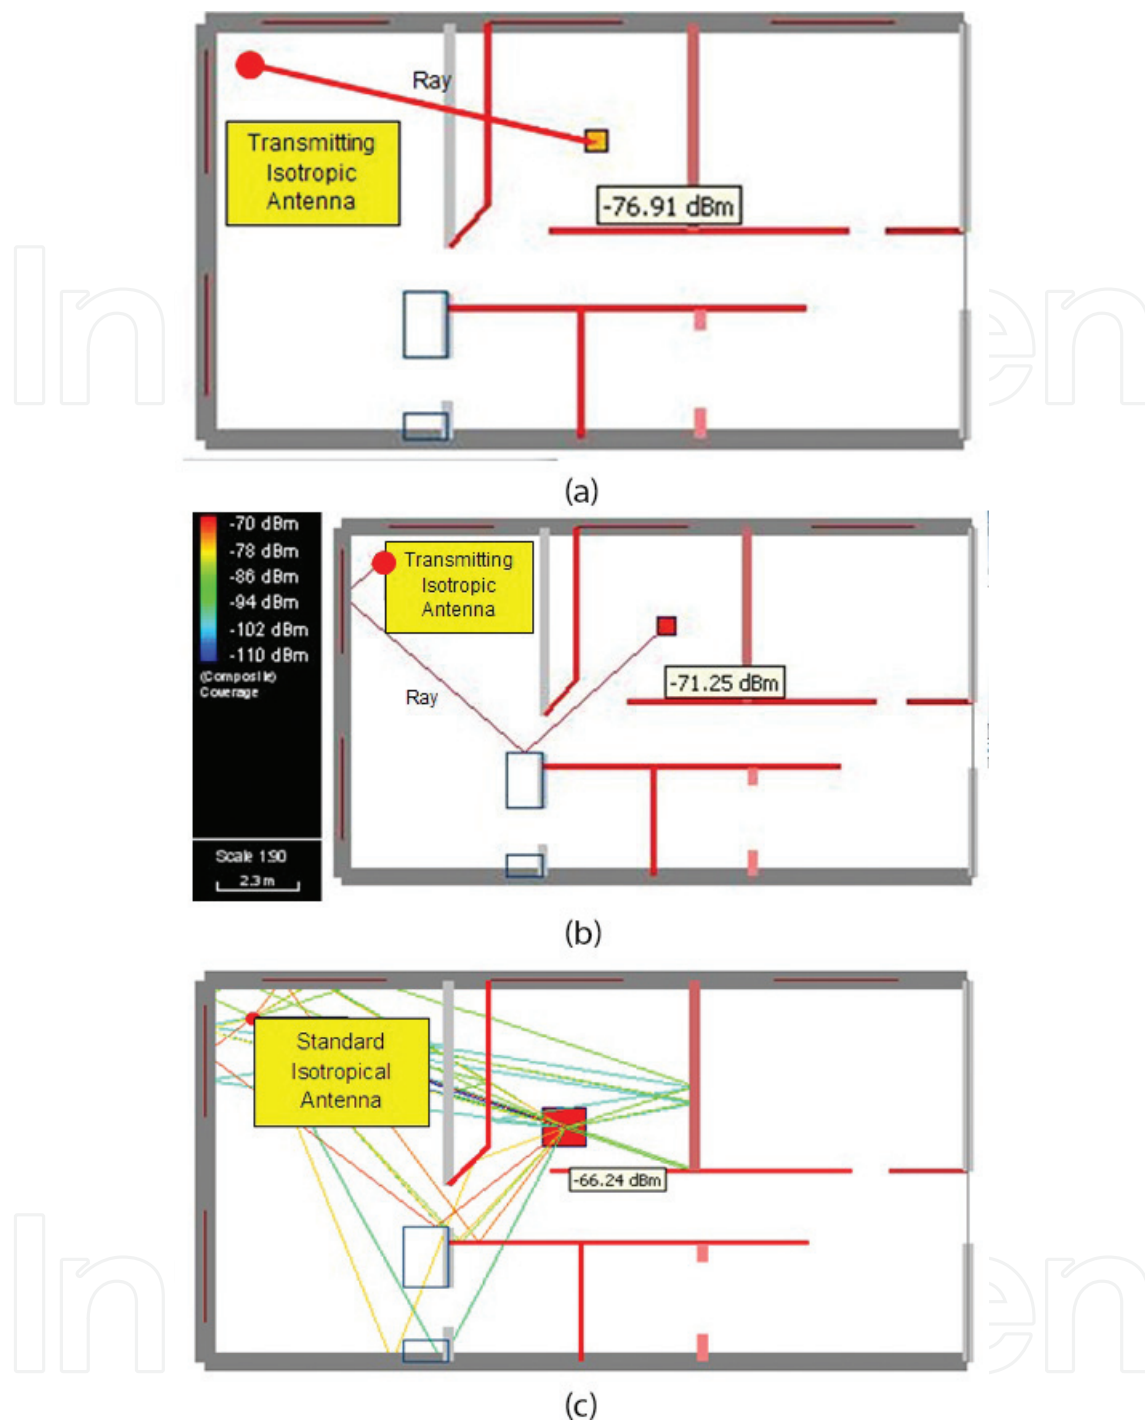 Ray
Transmitting
Isotropic
Antenna
-76.91 dBm
(a)
-70 dBm
-78 dBm
-86 dBm
-94 dBm
-102 dBm
-110 dBm
(Composite)
Coverage
Transmitting
Isotropic
Antenna
-71.25 dBm
Ray
Scale 1:90
2.3 m
(b)
Standard
Isotropical
Antenna
-66.24 dBm
(c)